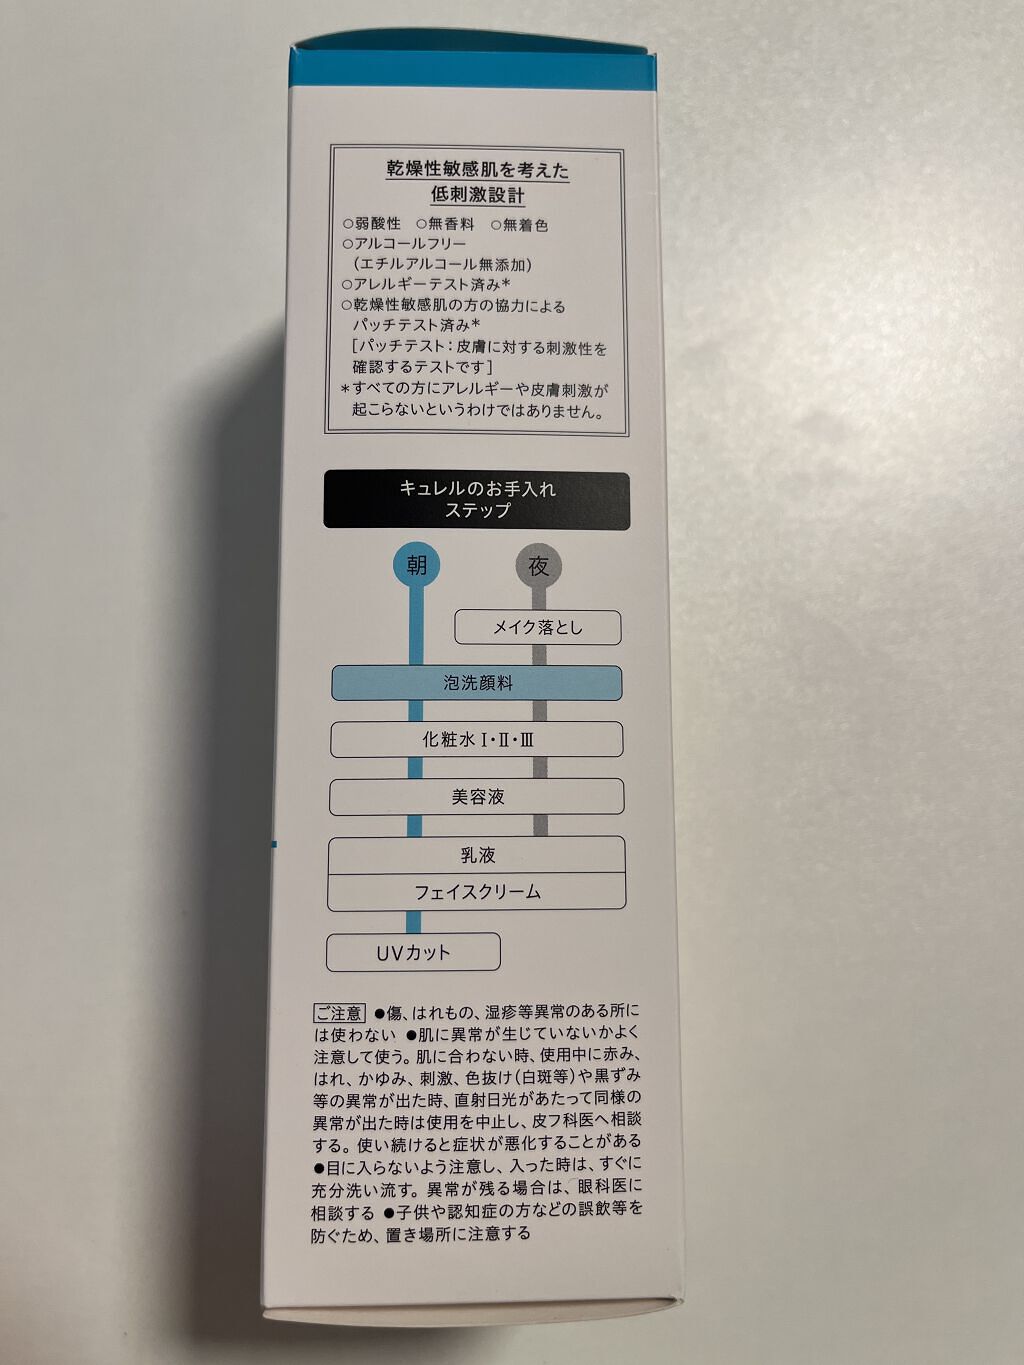 乾燥性敏感肌を考えた
低刺激設計
○弱酸性 ○無香料 ○無着色
○アルコールフリー
(エチルアルコール無添加)
○アレルギーテスト済み*
○乾燥性敏感肌の方の協力による
パッチテスト済み*
[パッチテスト:皮膚に対する刺激性を
確認するテストです]
*すべての方にアレルギーや皮膚刺激が
起こらないというわけではありません。
キュレルのお手入れ
ステップ
朝 夜
メイク落とし
泡洗顔料
化粧水 Ⅰ・Ⅱ・Ⅲ
美容液
乳液
フェイスクリーム
UVカット
ご注意 ●傷、はれもの、湿疹等異常のある所に
は使わない ●肌に異常が生じていないかよく
注意して使う。肌に合わない時、使用中に赤み、
はれ、かゆみ、刺激、色抜け(白斑等)や黒ずみ
等の異常が出た時、直射日光があたって同様の
異常が出た時は使用を中止し、皮フ科医へ相談
する。使い続けると症状が悪化することがある
●目に入らないよう注意し、入った時は、すぐに
充分洗い流す。異常が残る場合は、眼科医に
相談する ●子供や認知症の方などの誤飲等を
防ぐため、置き場所に注意する